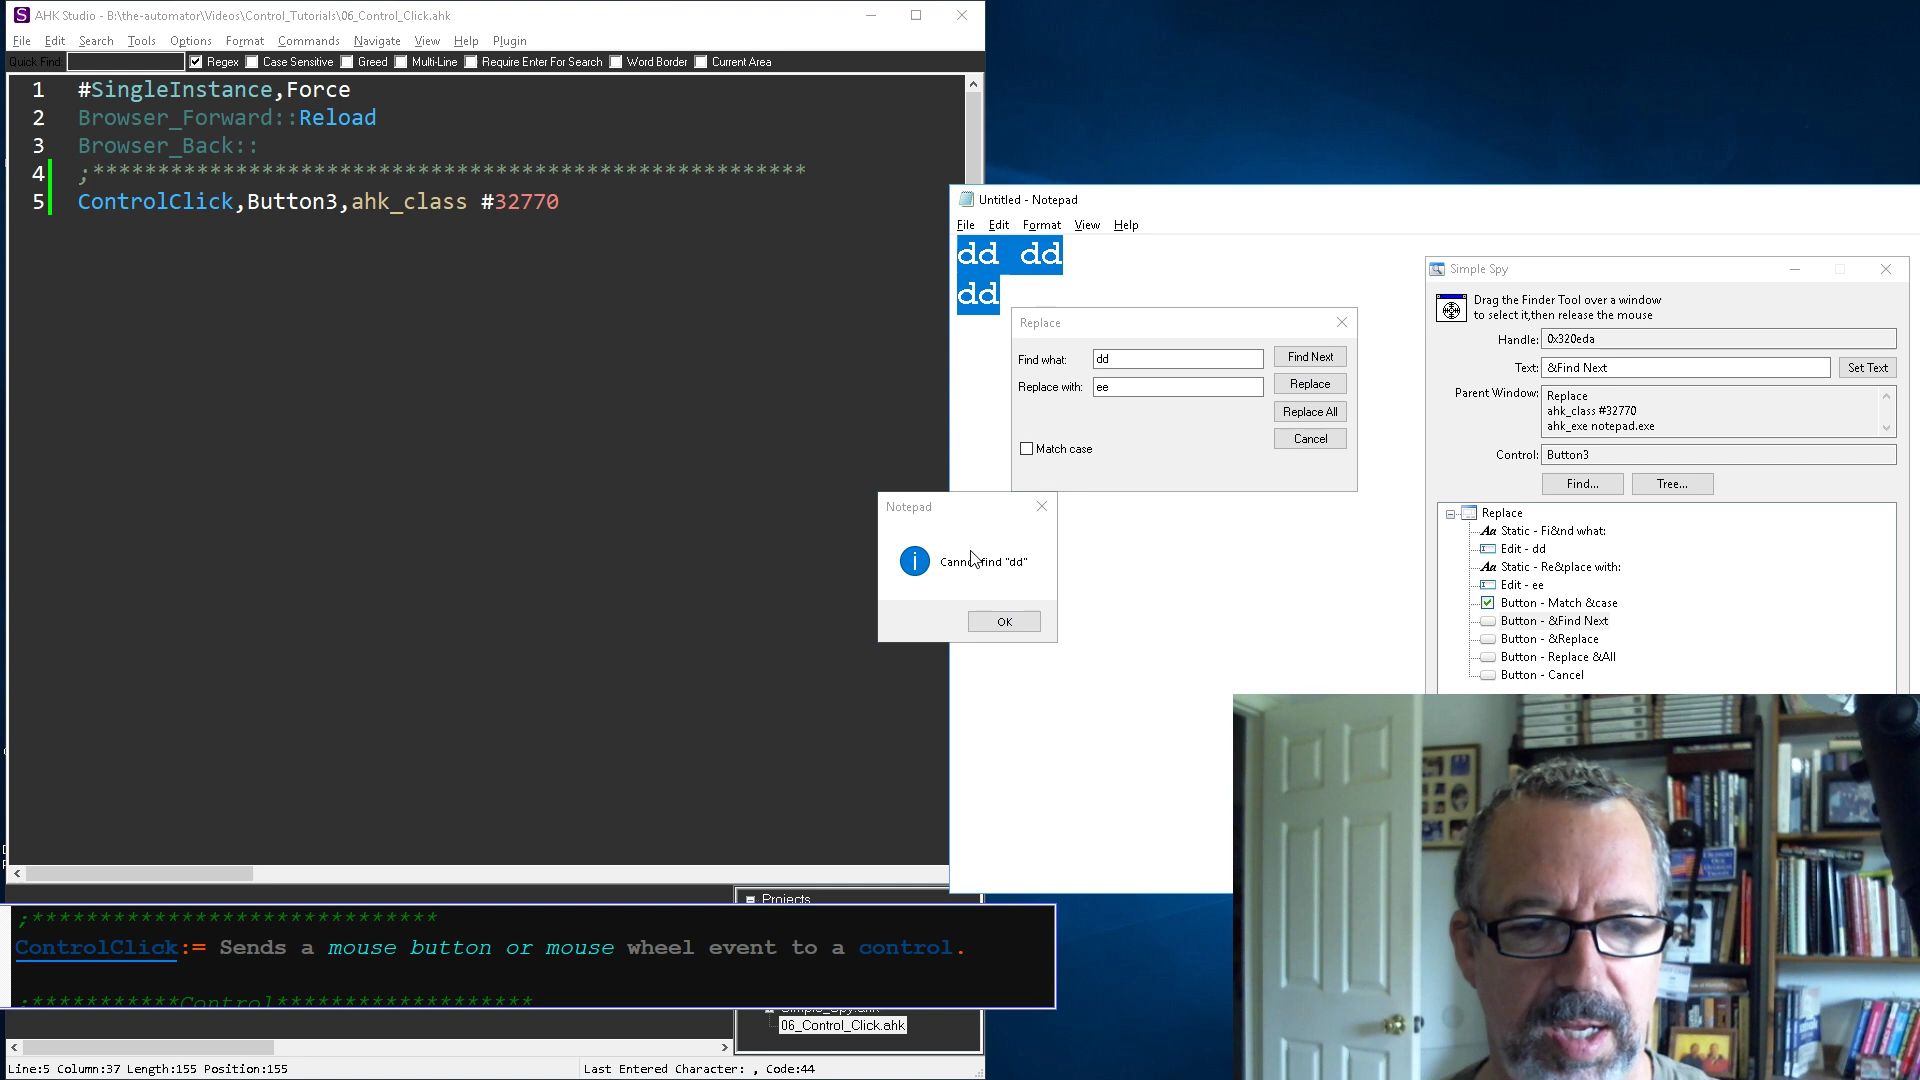 AHK Studio - B:\the-automator\Videos\Control_Tutorials\06_Control_Click.ahk
File Edit Search Tools Options Format Commands Navigate View Help Plugin
Quick Find: Regex Case Sensitive Greed Multi-Line Require Enter For Search Word Border Current Area
1 #SingleInstance,Force
2 Browser_Forward::Reload
3 Browser_Back::
4 ;*******************************************************
5 ControlClick,Button3,ahk_class #32770
Untitled - Notepad
File Edit Format View Help
dd dd
dd
Replace
Find what: dd Find Next
Replace with: ee Replace
Replace All
Cancel
Match case
Notepad
find "dd"
OK
Simple Spy
Drag the Finder Tool over a window
to select it,then release the mouse
Handle: 0x320eda
Text: &Find Next Set Text
Parent Window: Replace
ahk_class #32770
ahk_exe notepad.exe
Control: Button3
Find... Tree...
Replace
Static - Fi&nd what:
Edit - dd
Static - Re&place with:
Edit - ee
Button - Match &case
Button - &Find Next
Button - &Replace
Button - Replace &All
Button - Cancel
Projects
;******************************
ControlClick:= Sends a mouse button or mouse wheel event to a control.
;***********Control*******************
Simple_Spy.ahk
06_Control_Click.ahk
Line:5 Column:37 Length:155 Position:155
Last Entered Character: , Code:44